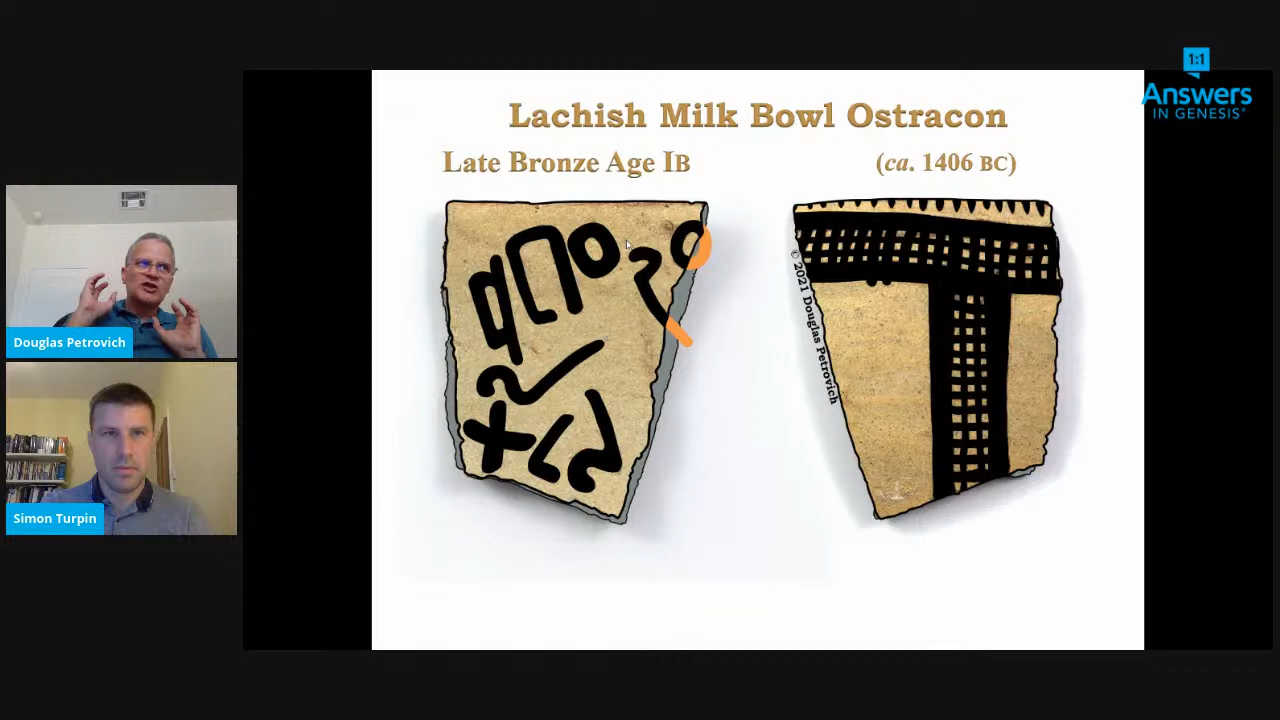 1:1
Answers
IN GENESIS
Lachish Milk Bowl Ostracon
Late Bronze Age IB
(ca. 1406 BC)
© 2021 Douglas Petrovich
Douglas Petrovich
Simon Turpin